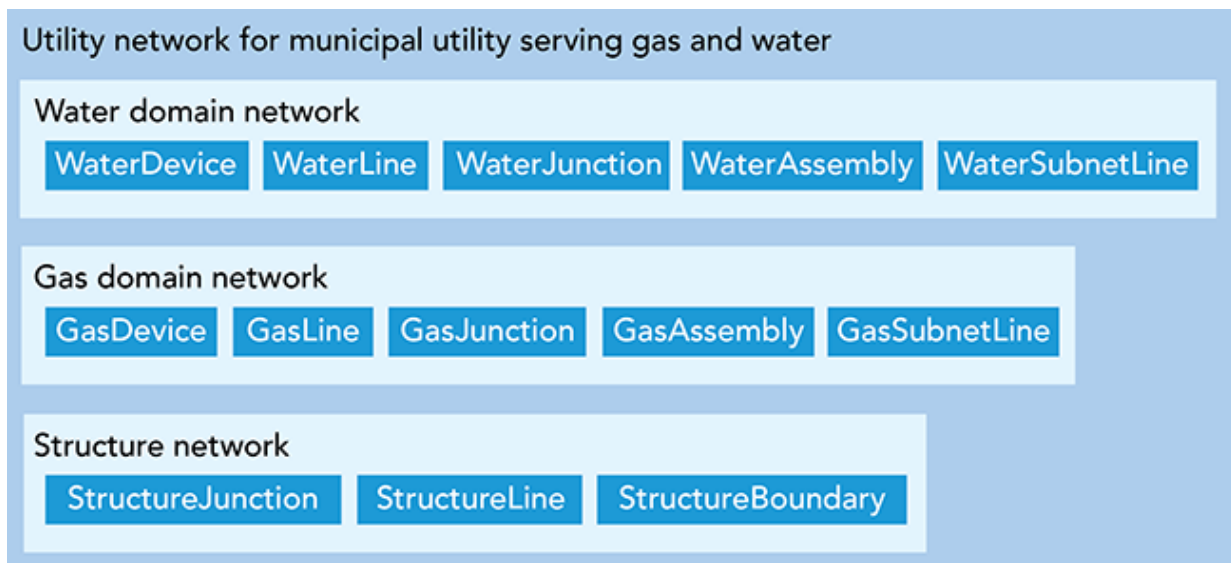 Utility network for municipal utility serving gas and water
Water domain network
WaterDevice WaterLine WaterJunction WaterAssembly WaterSubnetLine
Gas domain network
GasDevice GasLine GasJunction GasAssembly GasSubnetLine
Structure network
StructureJunction StructureLine StructureBoundary